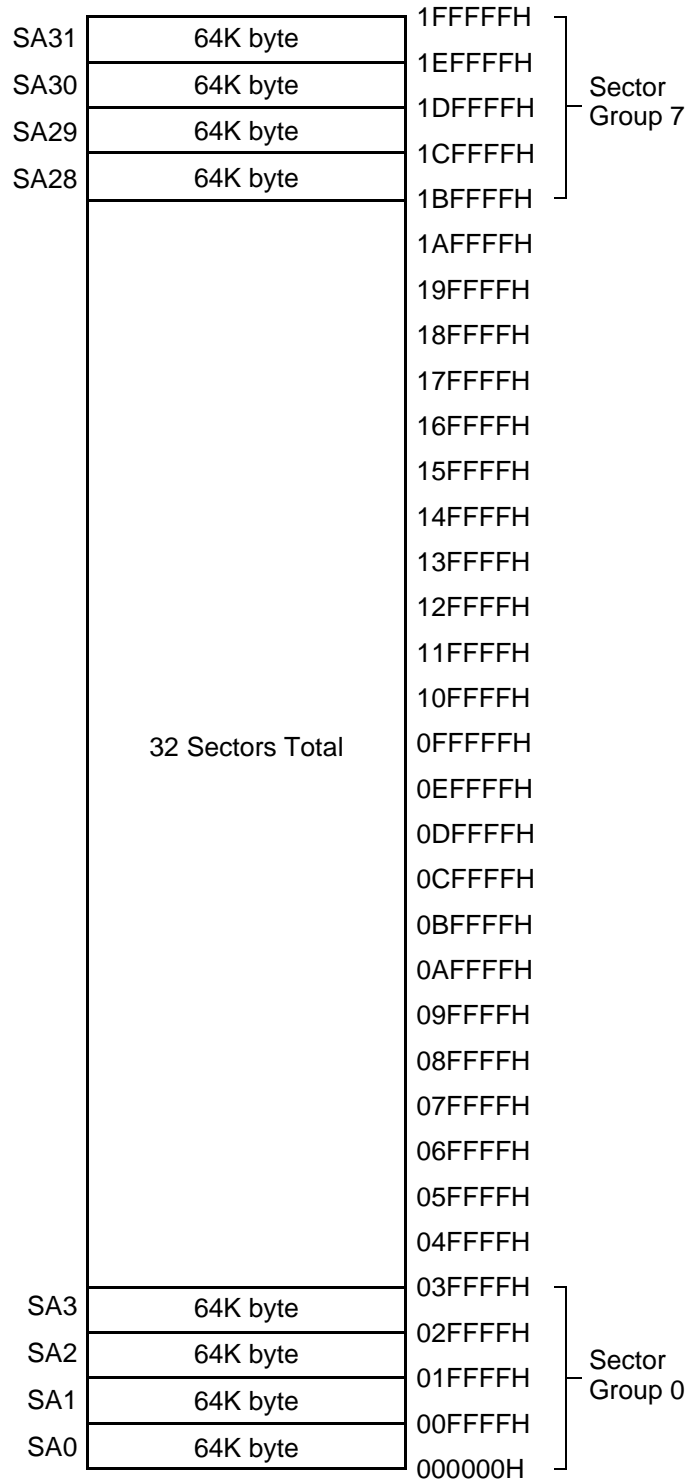 1FFFFFH
SA31 64K byte
1EFFFFH
SA30 64K byte
Sector
1DFFFFH
Group 7
SA29 64K byte
1CFFFFH
SA28 64K byte
1BFFFFH
1AFFFFH
19FFFFH
18FFFFH
17FFFFH
16FFFFH
15FFFFH
14FFFFH
13FFFFH
12FFFFH
11FFFFH
10FFFFH
32 Sectors Total 0FFFFFH
0EFFFFH
0DFFFFH
0CFFFFH
0BFFFFH
0AFFFFH
09FFFFH
08FFFFH
07FFFFH
06FFFFH
05FFFFH
04FFFFH
03FFFFH
SA3 64K byte
02FFFFH
SA2 64K byte
Sector
01FFFFH
Group 0
SA1 64K byte
00FFFFH
SA0 64K byte
000000H